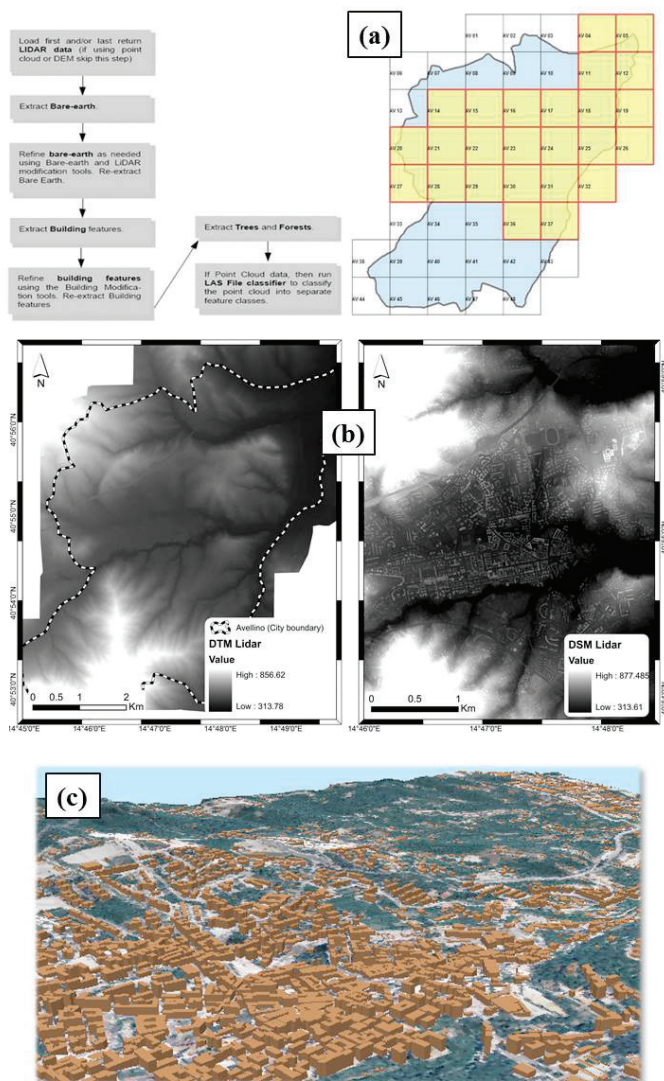 Load first and/or last return
LIDAR data (if using point
cloud or DEM skip this step)
Extract Bare-earth.
Refine bare-earth as needed
using Bare-earth and LiDAR
modification tools. Re-extract
Bare Earth.
Extract Building features.
Refine building features
using the Building Modifica-
tion tools. Re-extract Building
features
Extract Trees and Forests.
If Point Cloud data, then run
LAS File classifier to classify
the point cloud into separate
feature classes.
(a)
AV 01 AV 02 AV 03 AV 04 AV 05
AV 06 AV 07 AV 08 AV 09 AV 10 AV 11 AV 12
AV 13 AV 14 AV 15 AV 16 AV 17 AV 18 AV 19
AV 20 AV 21 AV 22 AV 23 AV 24 AV 25 AV 26
AV 27 AV 28 AV 29 AV 30 AV 31 AV 32
AV 33 AV 34 AV 35 AV 36 AV 37
AV 38 AV 39 AV 40 AV 41 AV 42 AV 43
AV 44 AV 45 AV 46 AV 47 AV 48
(b)
N
40°56'0"N
40°55'0"N
40°54'0"N
40°53'0"N
Avellino (City boundary)
DTM Lidar
Value
High : 856.62
Low : 313.78
0 0.5 1 2
Km
14°45'0"E 14°46'0"E 14°47'0"E 14°48'0"E 14°49'0"E
N
DSM Lidar
Value
High : 877.485
Low : 313.61
0 0.5 1
Km
14°46'0"E 14°47'0"E 14°48'0"E
(c)